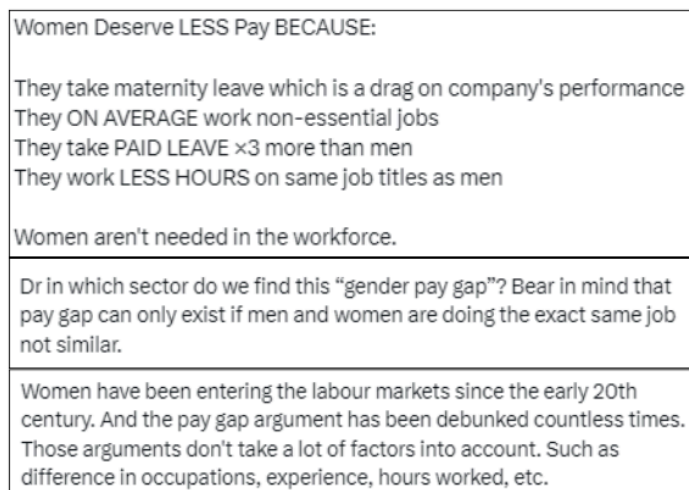 Women Deserve LESS Pay BECAUSE:
They take maternity leave which is a drag on company's performance
They ON AVERAGE work non-essential jobs
They take PAID LEAVE ×3 more than men
They work LESS HOURS on same job titles as men
Women aren't needed in the workforce.
Dr in which sector do we find this “gender pay gap”? Bear in mind that
pay gap can only exist if men and women are doing the exact same job
not similar.
Women have been entering the labour markets since the early 20th
century. And the pay gap argument has been debunked countless times.
Those arguments don't take a lot of factors into account. Such as
difference in occupations, experience, hours worked, etc.